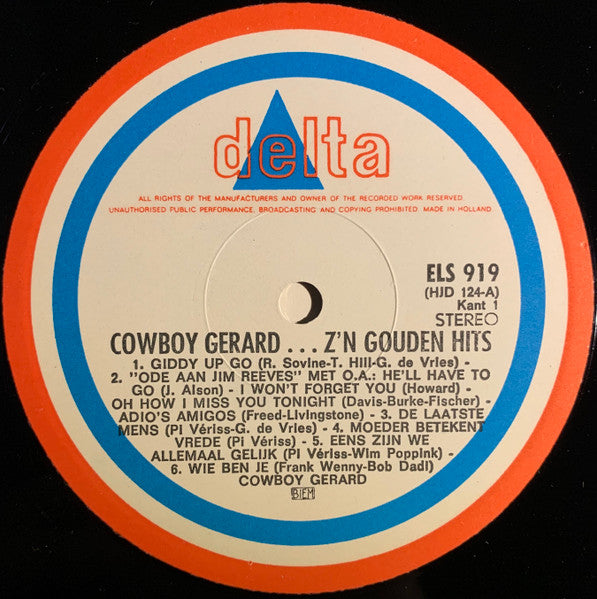 delta
ALL RIGHTS OF THE MANUFACTURERS AND OWNER OF THE RECORDED WORK RESERVED.
UNAUTHORISED PUBLIC PERFORMANCE, BROADCASTING AND COPYING PROHIBITED. MADE IN HOLLAND
ELS 919
(HJD 124-A)
Kant 1
STEREO
COWBOY GERARD ... Z'N GOUDEN HITS
1. GIDDY UP GO (R. Sovine-T. Hill-G. de Vries) -
2. "ODE AAN JIM REEVES" MET O.A.: HE'LL HAVE TO
GO (J. Alson) - I WON'T FORGET YOU (Howard) -
OH HOW I MISS YOU TONIGHT (Davis-Burke-Fischer) -
ADIO'S AMIGOS (Freed-Livingstone) - 3. DE LAATSTE
MENS (Pi Vériss-G. de Vries) - 4. MOEDER BETEKENT
VREDE (Pi Vériss) - 5. EENS ZIJN WE
ALLEMAAL GELIJK (Pi Vériss-Wim Poppink) -
6. WIE BEN JE (Frank Wenny-Bob Dadi)
COWBOY GERARD
BIEM